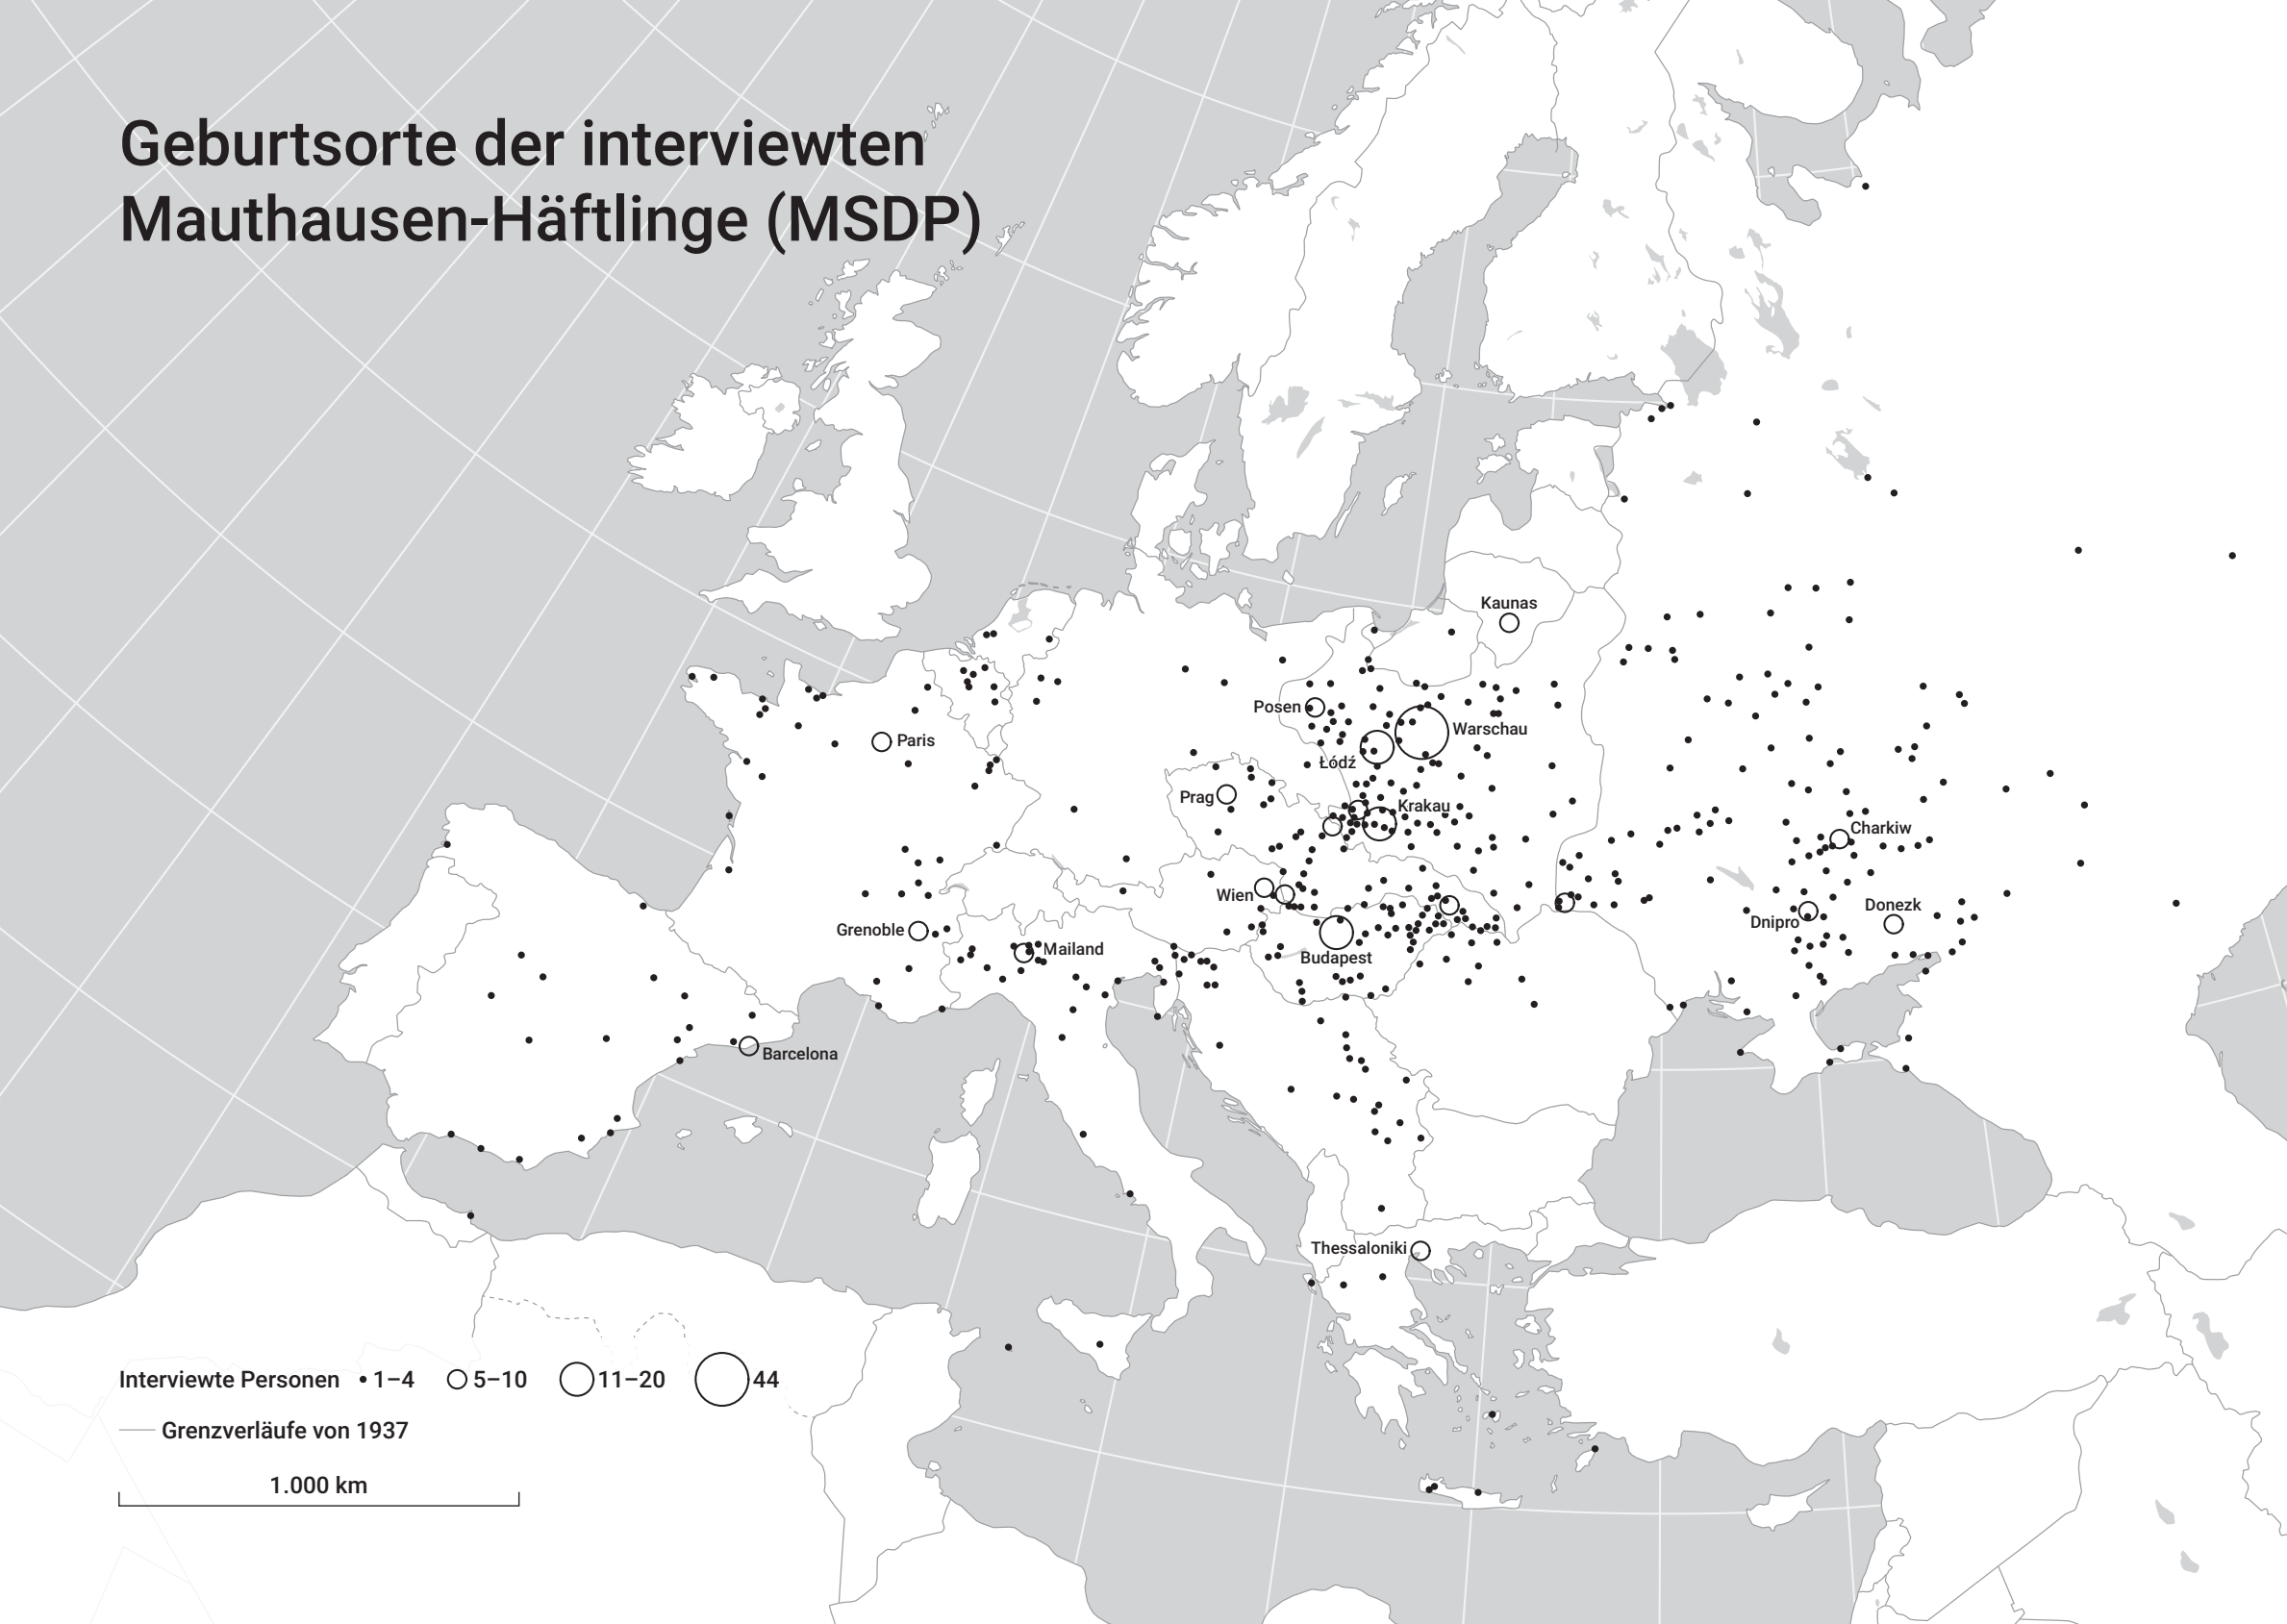 Geburtsorte der interviewten
Mauthausen-Häftlinge (MSDP)
Kaunas
Posen
Warschau
Paris
Łódź
Prag
Krakau
Charkiw
Wien
Donezk
Dnipro
Grenoble
Mailand
Budapest
Barcelona
Thessaloniki
Interviewte Personen 1–4 5–10 11–20 44
Grenzverläufe von 1937
1.000 km